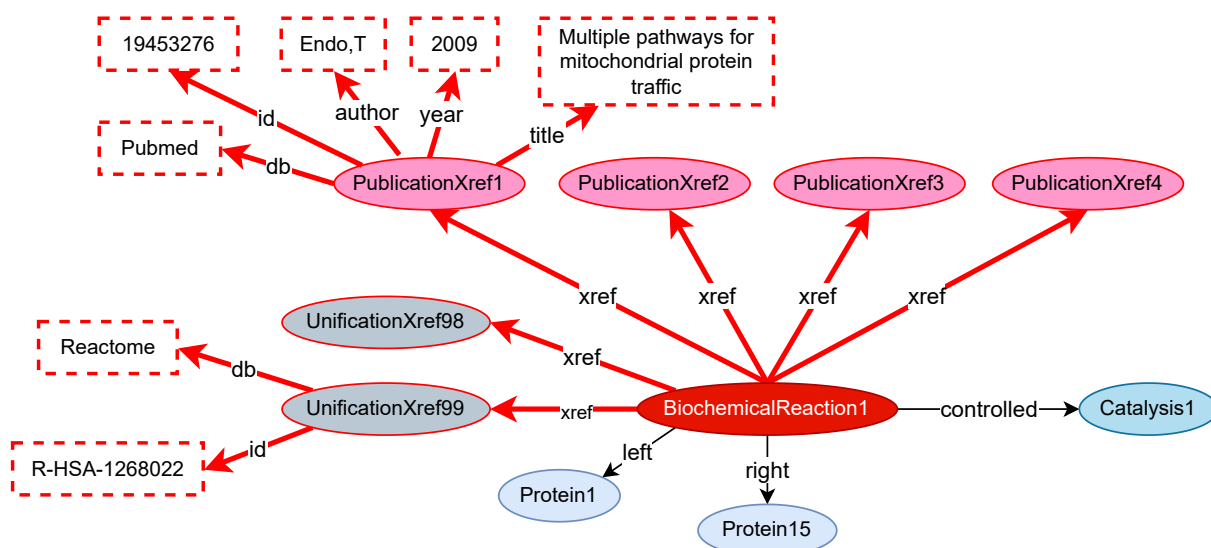 19453276
Endo,T
2009
Multiple pathways for
mitochondrial protein
traffic
id
author
year
title
Pubmed
db
PublicationXref1
PublicationXref2
PublicationXref3
PublicationXref4
xref
xref
xref
xref
UnificationXref98
xref
Reactome
db
UnificationXref99
xref
BiochemicalReaction1
controlled
Catalysis1
id
R-HSA-1268022
left
right
Protein1
Protein15